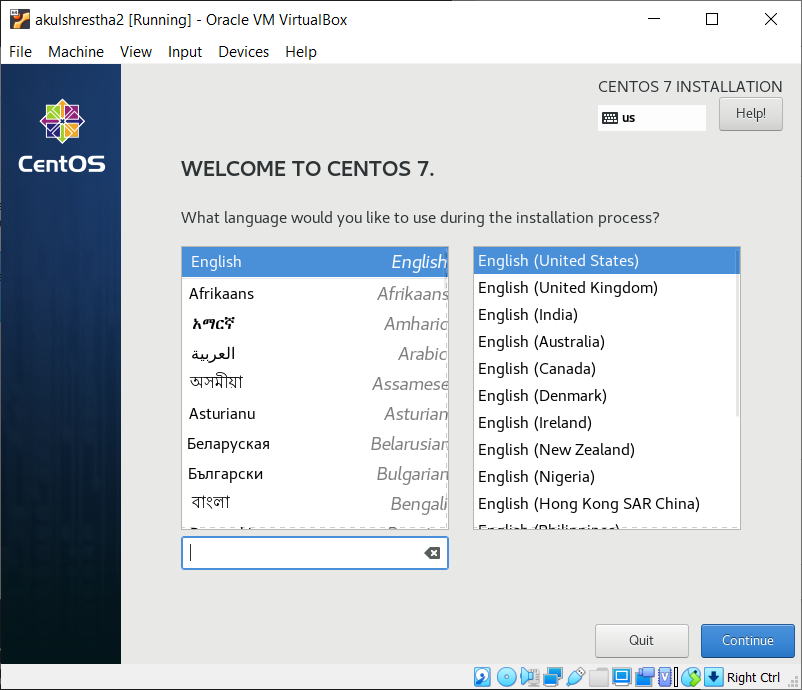 akulshrestha2 [Running] - Oracle VM VirtualBox
File Machine View Input Devices Help
CentOS
CENTOS 7 INSTALLATION
us
Help!
WELCOME TO CENTOS 7.
What language would you like to use during the installation process?
English English
Afrikaans Afrikaans
አማርኛ Amharic
العربية Arabic
অসমীয়া Assamese
Asturianu Asturian
Беларуская Belarusian
Български Bulgarian
বাংলা Bengali
English (United States)
English (United Kingdom)
English (India)
English (Australia)
English (Canada)
English (Denmark)
English (Ireland)
English (New Zealand)
English (Nigeria)
English (Hong Kong SAR China)
English (Philippines)
Quit
Continue
Right Ctrl